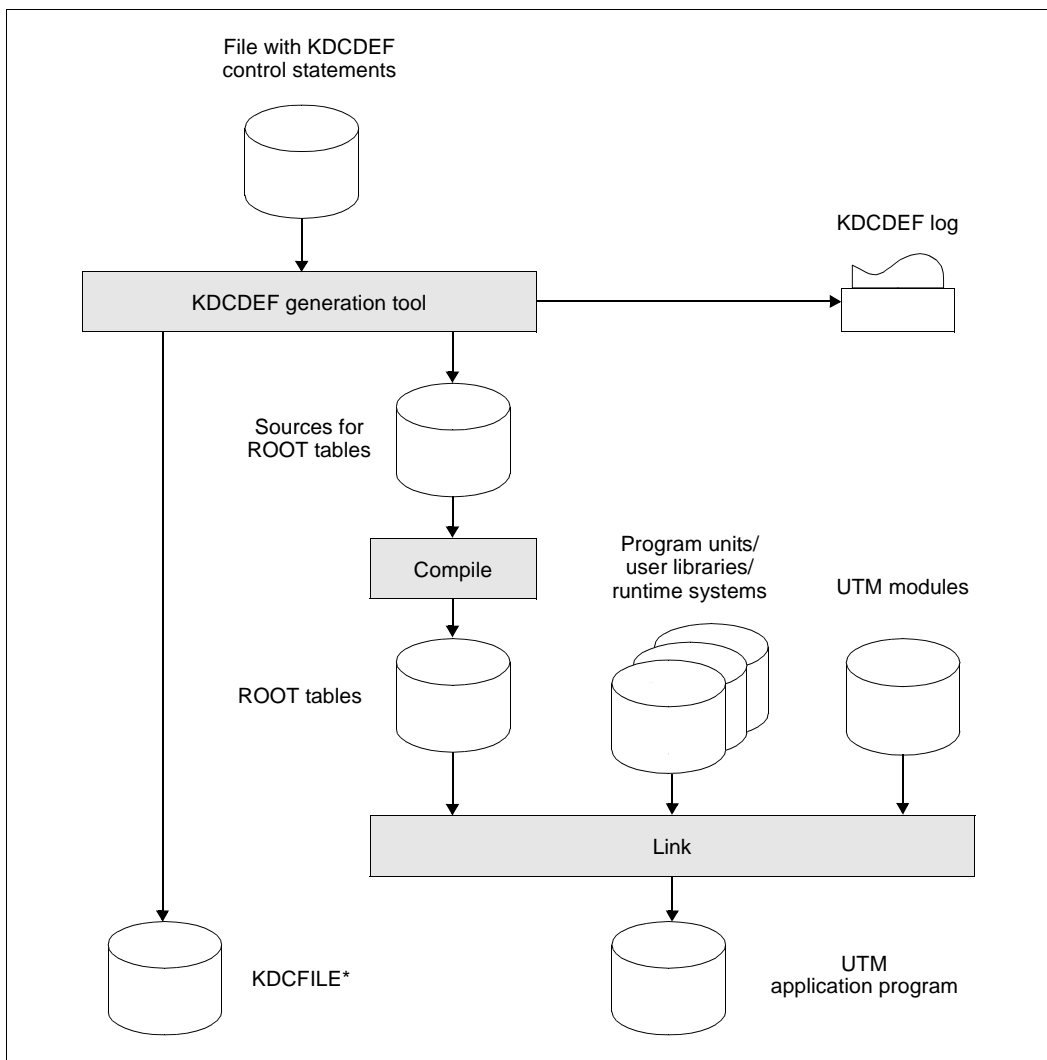 File with KDCDEF
control statements
KDCDEF log
KDCDEF generation tool
Sources for
ROOT tables
Compile
Program units/
user libraries/
runtime systems
UTM modules
ROOT tables
Link
KDCFILE*
UTM
application program